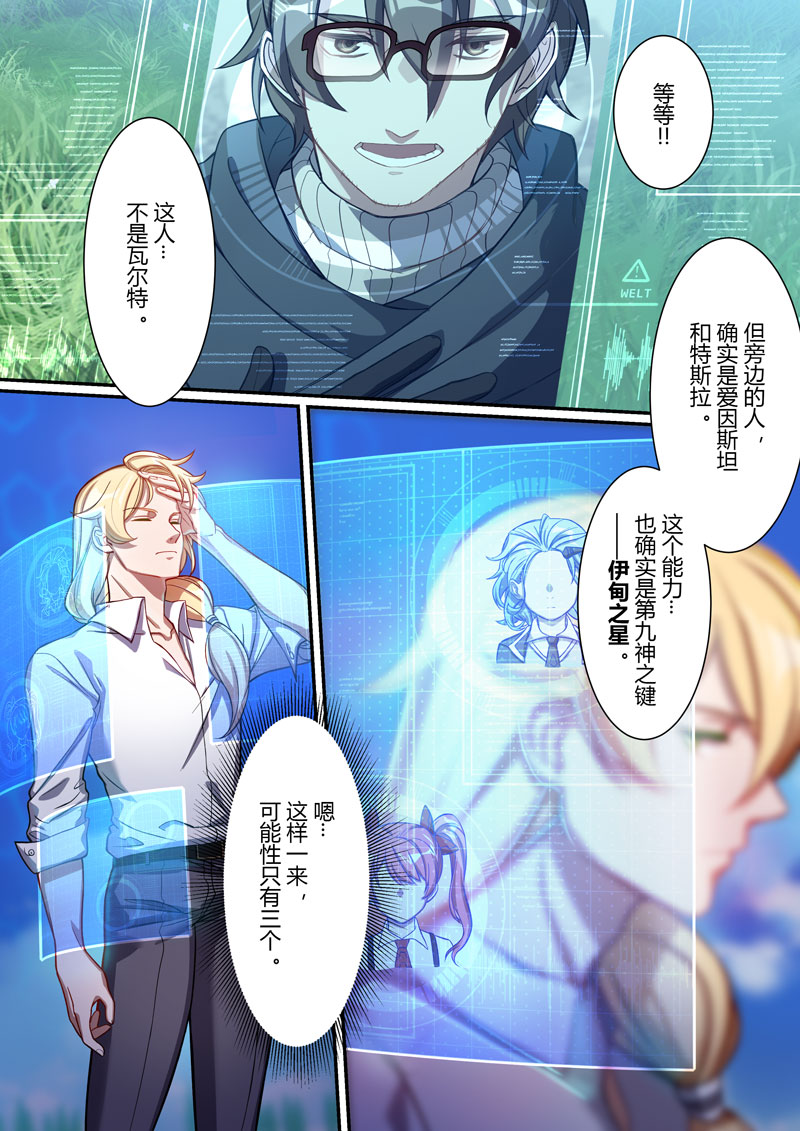 等等!!
这人…
不是瓦尔特。
WELT
但旁边的人，
确实是爱因斯坦
和特斯拉。
这个能力…
也确实是第九神之键
——伊甸之星。
嗯…
这样一来，
可能性只有三个。